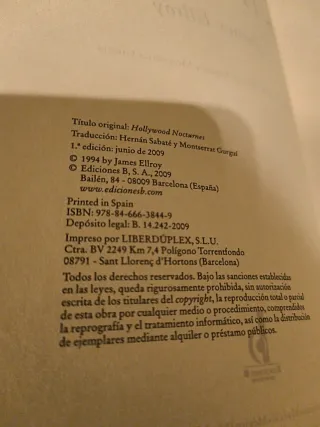 Título original: Hollywood Nocturnes
Traducción: Hernán Sabaté y Montserrat Gurguí
1.ª edición: junio de 2009
© 1994 by James Ellroy
© Ediciones B, S. A., 2009
Bailén, 84 - 08009 Barcelona (España)
www.edicionesb.com
Printed in Spain
ISBN: 978-84-666-3844-9
Depósito legal: B. 14.242-2009
Impreso por LIBERDÚPLEX, S.L.U.
Ctra. BV 2249 Km 7,4 Polígono Torrentfondo
08791 - Sant Llorenç d'Hortons (Barcelona)
Todos los derechos reservados. Bajo las sanciones establecidas
en las leyes, queda rigurosamente prohibida, sin autorización
escrita de los titulares del copyright, la reproducción total o parcial
de esta obra por cualquier medio o procedimiento, comprendidos
la reprografía y el tratamiento informático, así como la distribución
de ejemplares mediante alquiler o préstamo públicos.